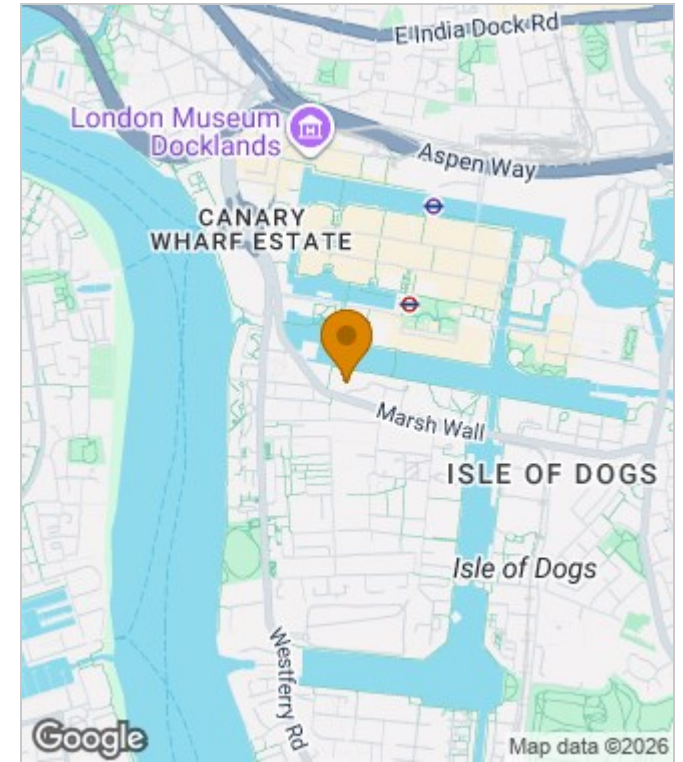 E India Dock Rd
London Museum
Docklands
Aspen Way
CANARY
WHARF ESTATE
Marsh Wall
ISLE OF DOGS
Isle of Dogs
Westferry Rd
Google
Map data ©2026